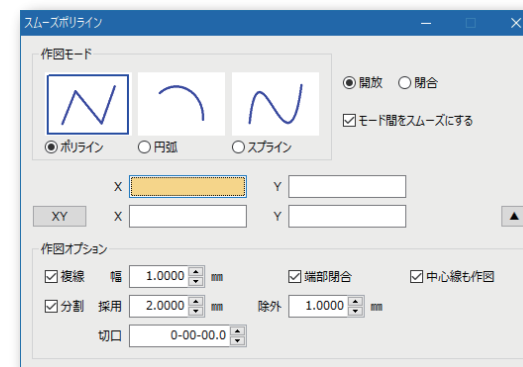 スムーズポリライン
作図モード
ポリライン 円弧 スプライン
開放 閉合
モード間をスムーズにする
X Y
XY X Y ▲
作図オプション
複線 幅 1.0000 mm 端部閉合 中心線も作図
分割 採用 2.0000 mm 除外 1.0000 mm
切口 0-00-00.0